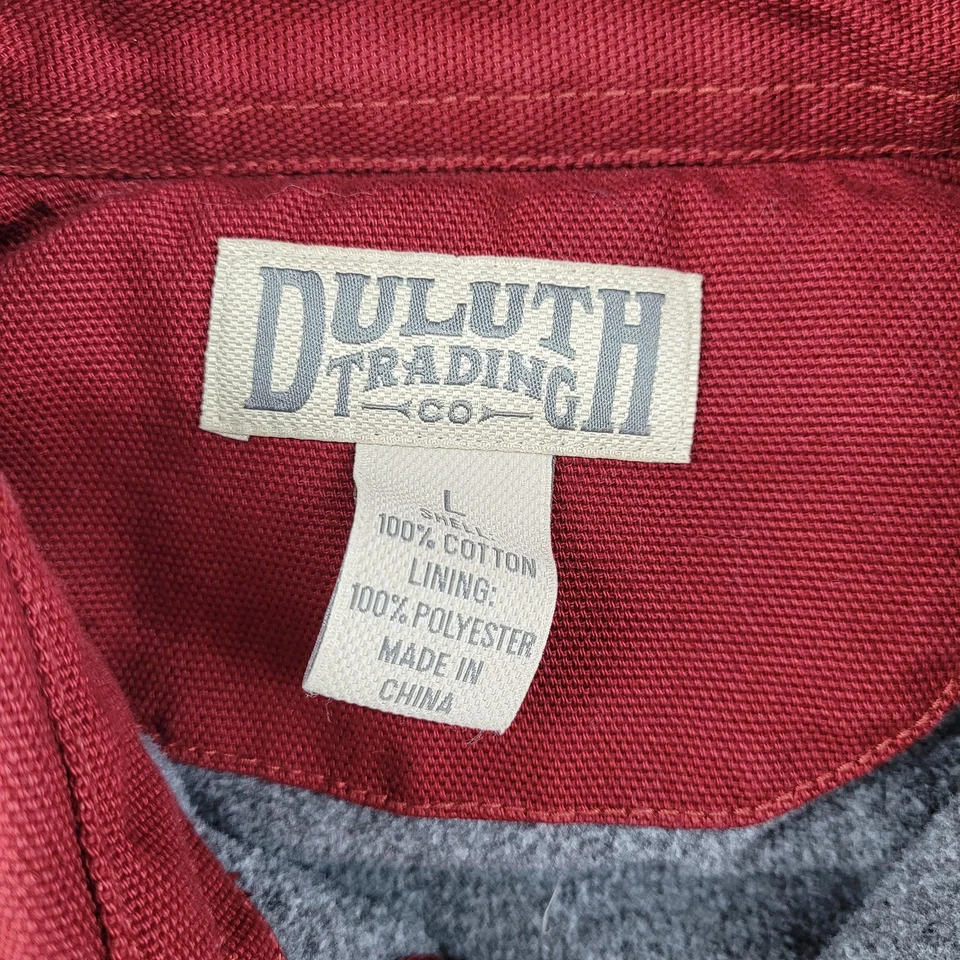 DULUTH
TRADING
CO
L
SHELL
100% COTTON
LINING:
100% POLYESTER
MADE IN
CHINA